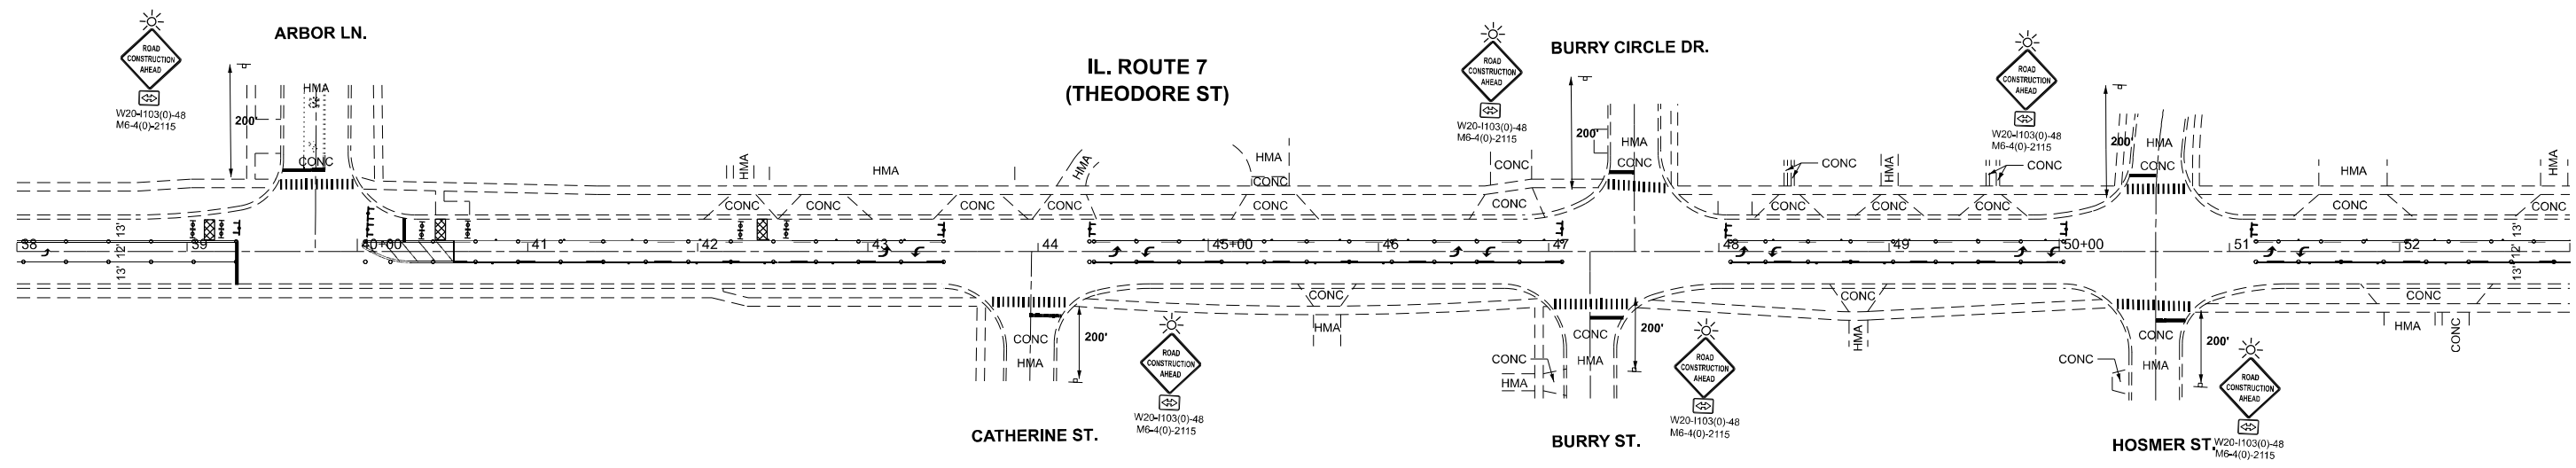 ARBOR LN.
IL. ROUTE 7
(THEODORE ST)
BURRY CIRCLE DR.
ROAD
CONSTRUCTION
AHEAD
W20-I103(0)-48
M6-4(0)-2115
200'
HMA
CONC
ROAD
CONSTRUCTION
AHEAD
W20-I103(0)-48
M6-4(0)-2115
200'
HMA
CONC
ROAD
CONSTRUCTION
AHEAD
W20-I103(0)-48
M6-4(0)-2115
200'
HMA
CONC
HMA
HMA
HMA
HMA
CONC
CONC
CONC
HMA
CONC
HMA
HMA
CONC
CONC
CONC
CONC
CONC
CONC
CONC
CONC
CONC
CONC
CONC
CONC
38
13'
12'
13'
39
40+00
41
42
43
44
45+00
46
47
48
49
50+00
51
52
13'
12'
13'
CONC
HMA
CONC
HMA
CONC
HMA
CONC
CONC
HMA
200'
ROAD
CONSTRUCTION
AHEAD
W20-I103(0)-48
M6-4(0)-2115
CATHERINE ST.
CONC
HMA
CONC
HMA
200'
ROAD
CONSTRUCTION
AHEAD
W20-I103(0)-48
M6-4(0)-2115
BURRY ST.
CONC
HMA
CONC
200'
ROAD
CONSTRUCTION
AHEAD
W20-I103(0)-48
M6-4(0)-2115
HOSMER ST.